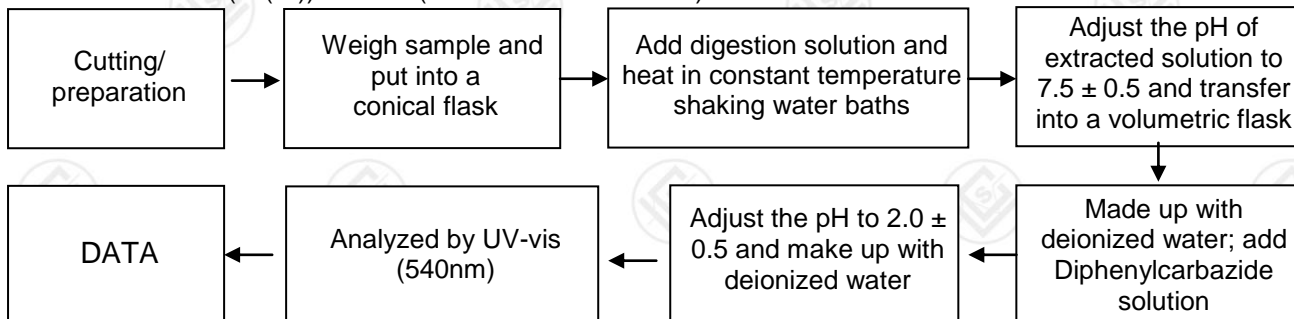 Cutting/
preparation
Weigh sample and
put into a
conical flask
Add digestion solution and
heat in constant temperature
shaking water baths
Adjust the pH of
extracted solution to
7.5 ± 0.5 and transfer
into a volumetric flask
Made up with
deionized water; add
Diphenylcarbazide
solution
Adjust the pH to 2.0 ±
0.5 and make up with
deionized water
Analyzed by UV-vis
(540nm)
DATA